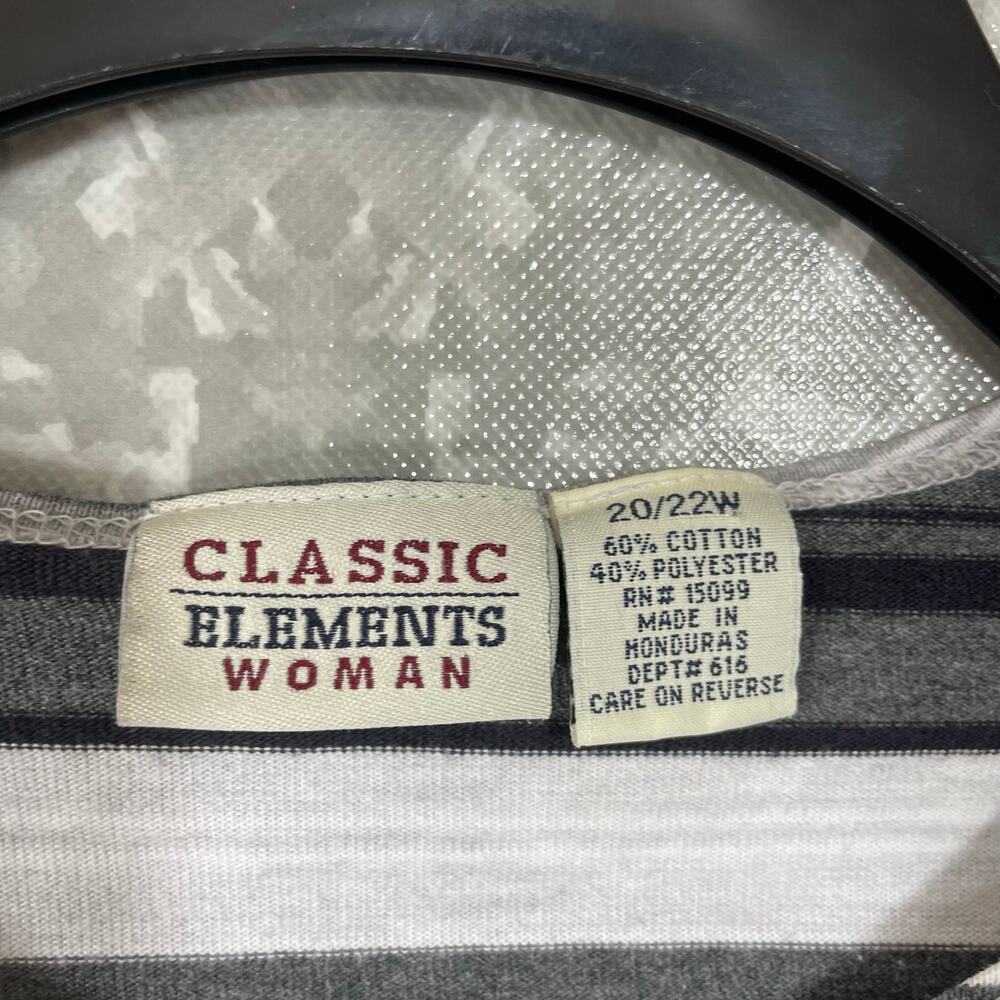 CLASSIC
ELEMENTS
WOMAN
20/22W
60% COTTON
40% POLYESTER
RN# 15099
MADE IN
HONDURAS
DEPT# 616
CARE ON REVERSE